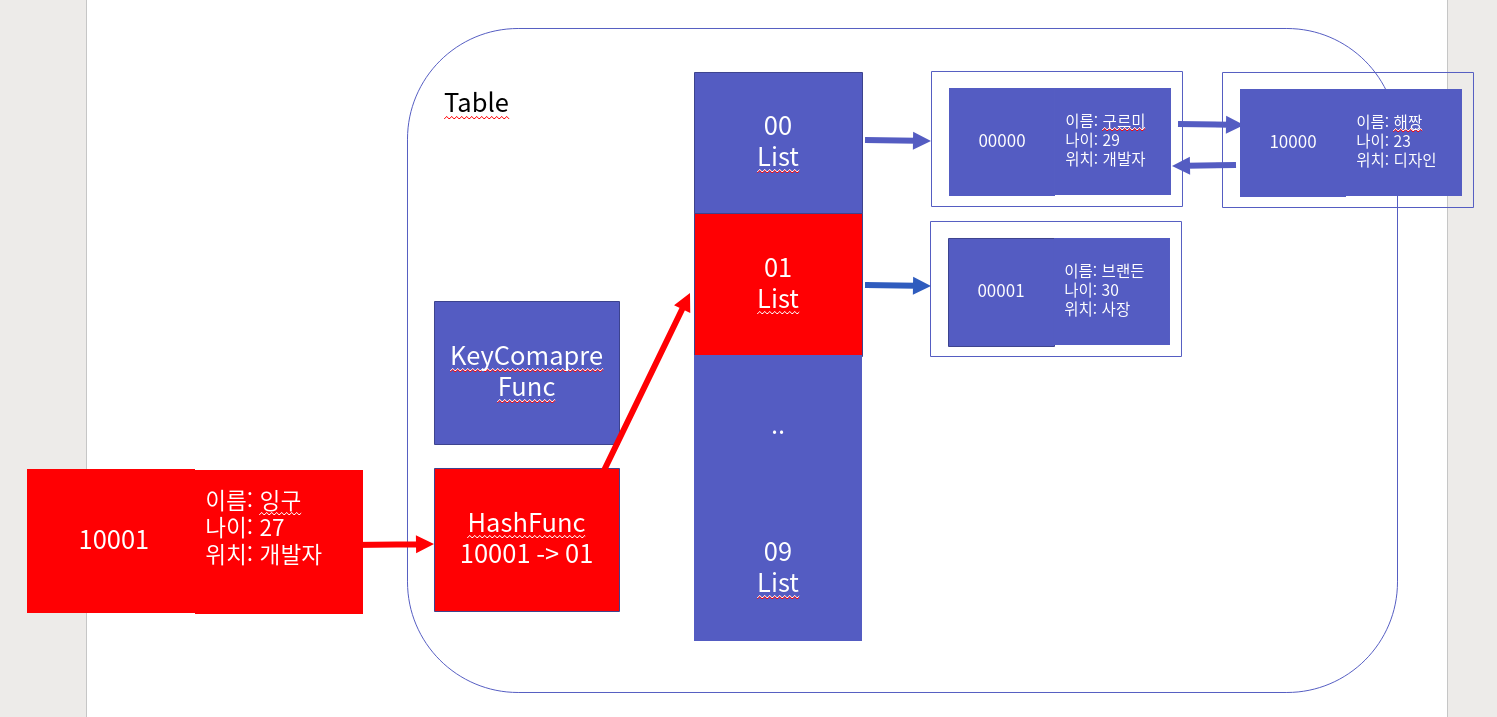 Table
00
List
00000
이름: 구르미
나이: 29
위치: 개발자
10000
이름: 해짱
나이: 23
위치: 디자인
01
List
00001
이름: 브랜든
나이: 30
위치: 사장
KeyComapre
Func
..
10001
이름: 잉구
나이: 27
위치: 개발자
HashFunc
10001 -> 01
09
List